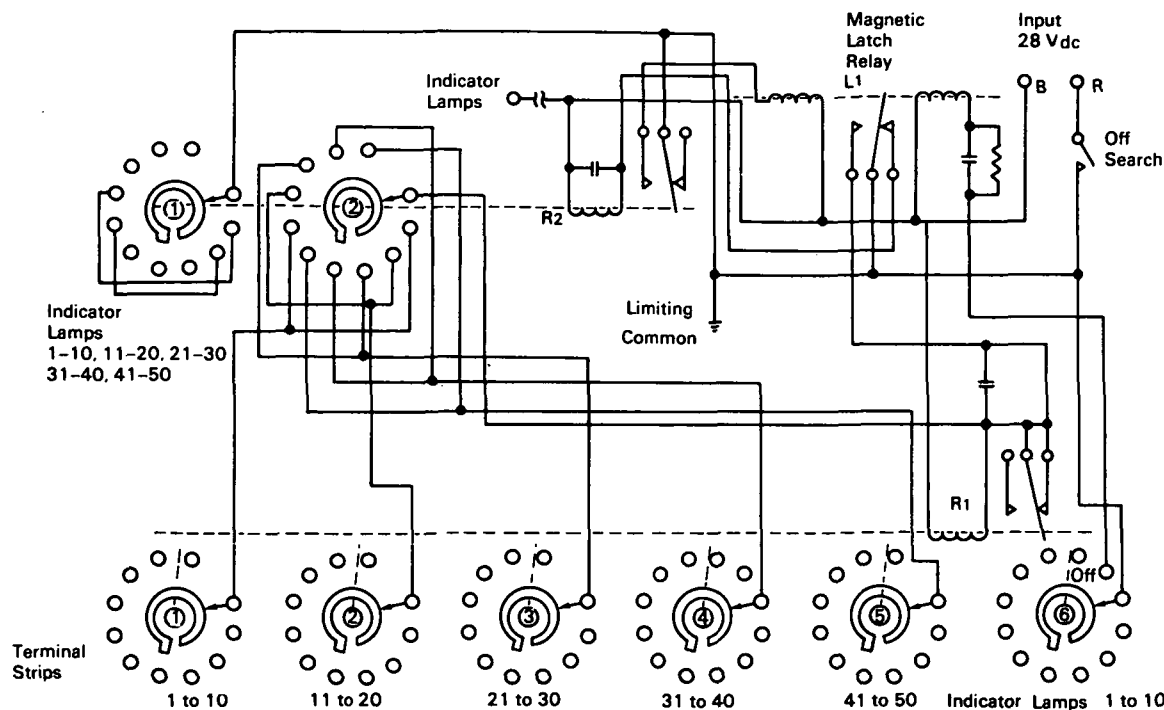 Magnetic
Latch
Relay
L1
Input
28 Vdc
B
R
Off
Search
Indicator
Lamps
R2
1
2
Limiting
Common
Indicator
Lamps
1-10, 11-20, 21-30
31-40, 41-50
R1
Off
1
2
3
4
5
6
Terminal
Strips
1 to 10
11 to 20
21 to 30
31 to 40
41 to 50
Indicator Lamps 1 to 10